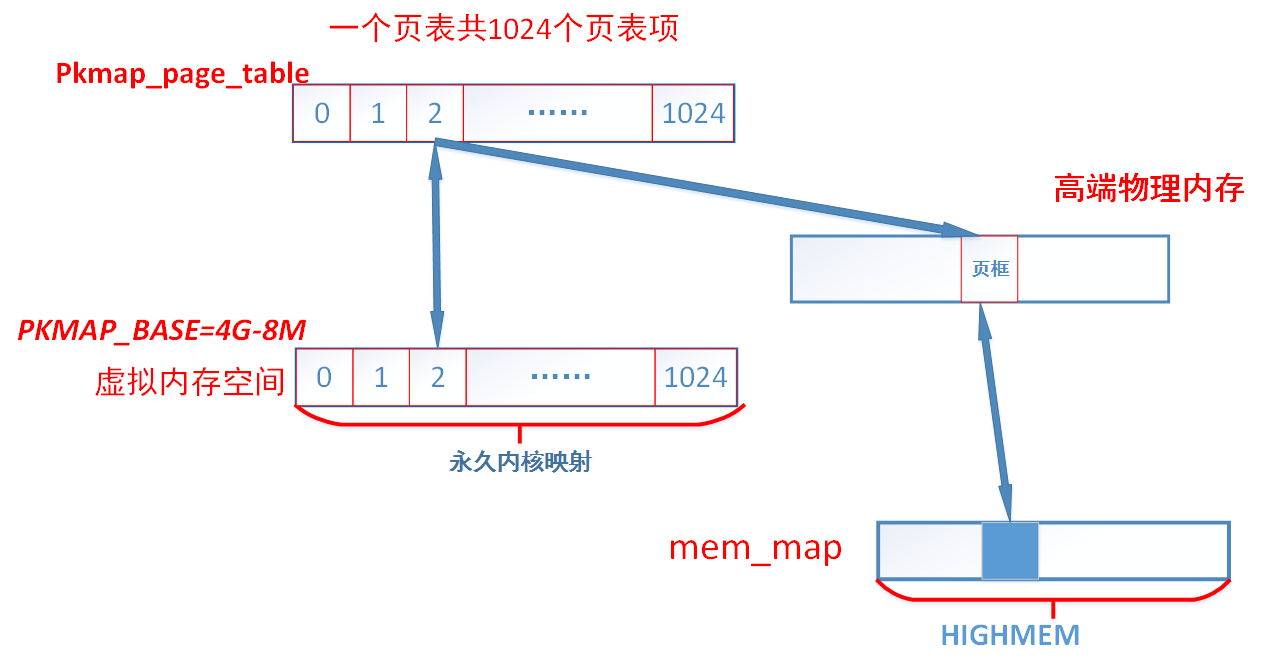 一个页表共1024个页表项
Pkmap_page_table
0 1 2 …… 1024
高端物理内存
页框
PKMAP_BASE=4G-8M
虚拟内存空间
0 1 2 …… 1024
永久内核映射
mem_map
HIGHMEM